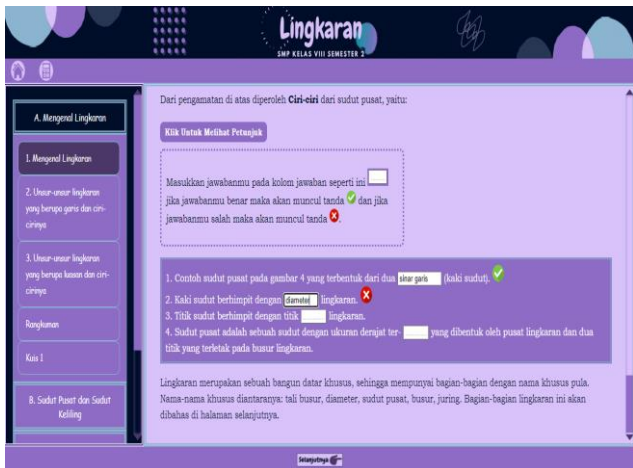 Lingkaran
SMP KELAS VIII SEMESTER 2
A. Mengenal Lingkaran
1. Mengenal Lingkaran
2. Unsur-unsur lingkaran
yang berupa garis dan ciri-
cirinya
3. Unsur-unsur lingkaran
yang berupa luasan dan ciri-
cirinya
Rangkuman
Kuis 1
B. Sudut Pusat dan Sudut
Keliling
Dari pengamatan di atas diperoleh Ciri-ciri dari sudut pusat, yaitu:
Klik Untuk Melihat Petunjuk
Masukkan jawabanmu pada kolom jawaban seperti ini
jika jawabanmu benar maka akan muncul tanda dan jika
jawabanmu salah maka akan muncul tanda .
1. Contoh sudut pusat pada gambar 4 yang terbentuk dari dua sinar garis (kaki sudut).
2. Kaki sudut berhimpit dengan diameter lingkaran.
3. Titik sudut berhimpit dengan titik lingkaran.
4. Sudut pusat adalah sebuah sudut dengan ukuran derajat ter- yang dibentuk oleh pusat lingkaran dan dua
titik yang terletak pada busur lingkaran.
Lingkaran merupakan sebuah bangun datar khusus, sehingga mempunyai bagian-bagian dengan nama khusus pula.
Nama-nama khusus diantaranya: tali busur, diameter, sudut pusat, busur, juring. Bagian-bagian lingkaran ini akan
dibahas di halaman selanjutnya.
Selanjutnya